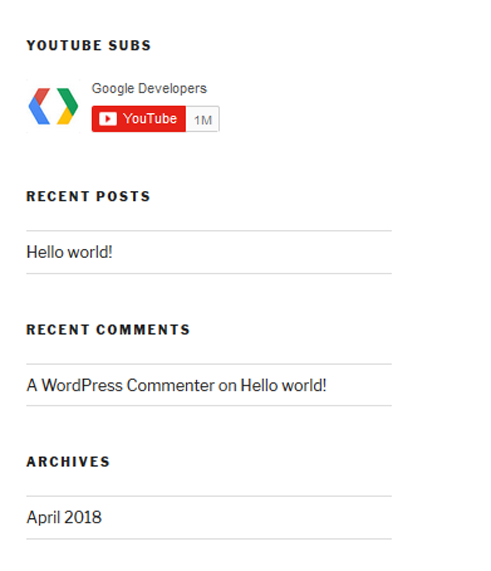 YOUTUBE SUBS
Google Developers
YouTube 1M
RECENT POSTS
Hello world!
RECENT COMMENTS
A WordPress Commenter on Hello world!
ARCHIVES
April 2018